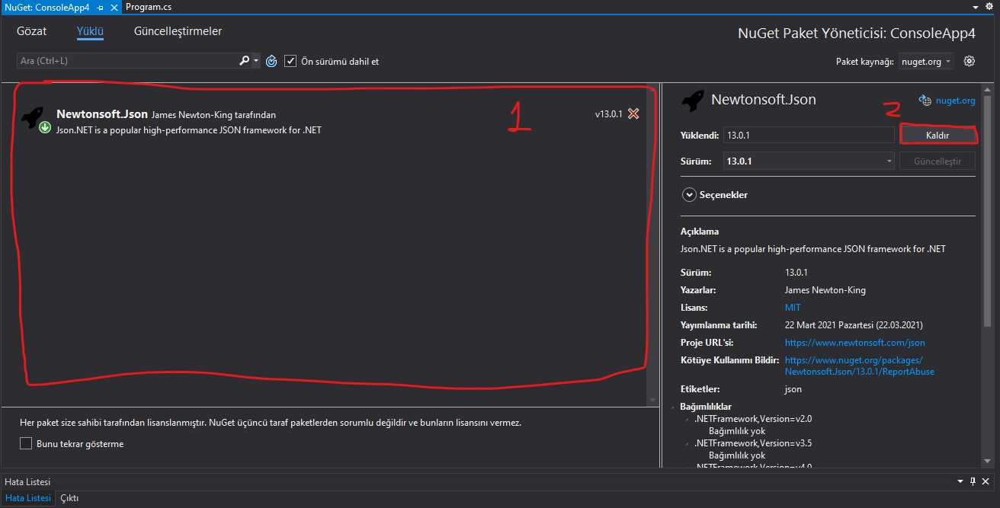 NuGet: ConsoleApp4
Program.cs
Gözat
Yüklü
Güncelleştirmeler
NuGet Paket Yöneticisi: ConsoleApp4
Ara (Ctrl+L)
Ön sürümü dahil et
Paket kaynağı:
nuget.org
1
Newtonsoft.Json James Newton-King tarafından
v13.0.1
Json.NET is a popular high-performance JSON framework for .NET
Her paket size sahibi tarafından lisanslanmıştır. NuGet üçüncü taraf paketlerden sorumlu değildir ve bunların lisansını vermez.
Bunu tekrar gösterme
Newtonsoft.Json
nuget.org
2
Yüklendi:
13.0.1
Kaldır
Sürüm:
13.0.1
Güncelleştir
Seçenekler
Açıklama
Json.NET is a popular high-performance JSON framework for .NET
Sürüm: 13.0.1
Yazarlar: James Newton-King
Lisans: MIT
Yayımlanma tarihi: 22 Mart 2021 Pazartesi (22.03.2021)
Proje URL'si: https://www.newtonsoft.com/json
Kötüye Kullanımı Bildir: https://www.nuget.org/packages/
Newtonsoft.Json/13.0.1/ReportAbuse
Etiketler: json
Bağımlılıklar
.NETFramework,Version=v2.0
Bağımlılık yok
.NETFramework,Version=v3.5
Bağımlılık yok
.NETFramework,Version=v4.0
Hata Listesi
Hata Listesi
Çıktı